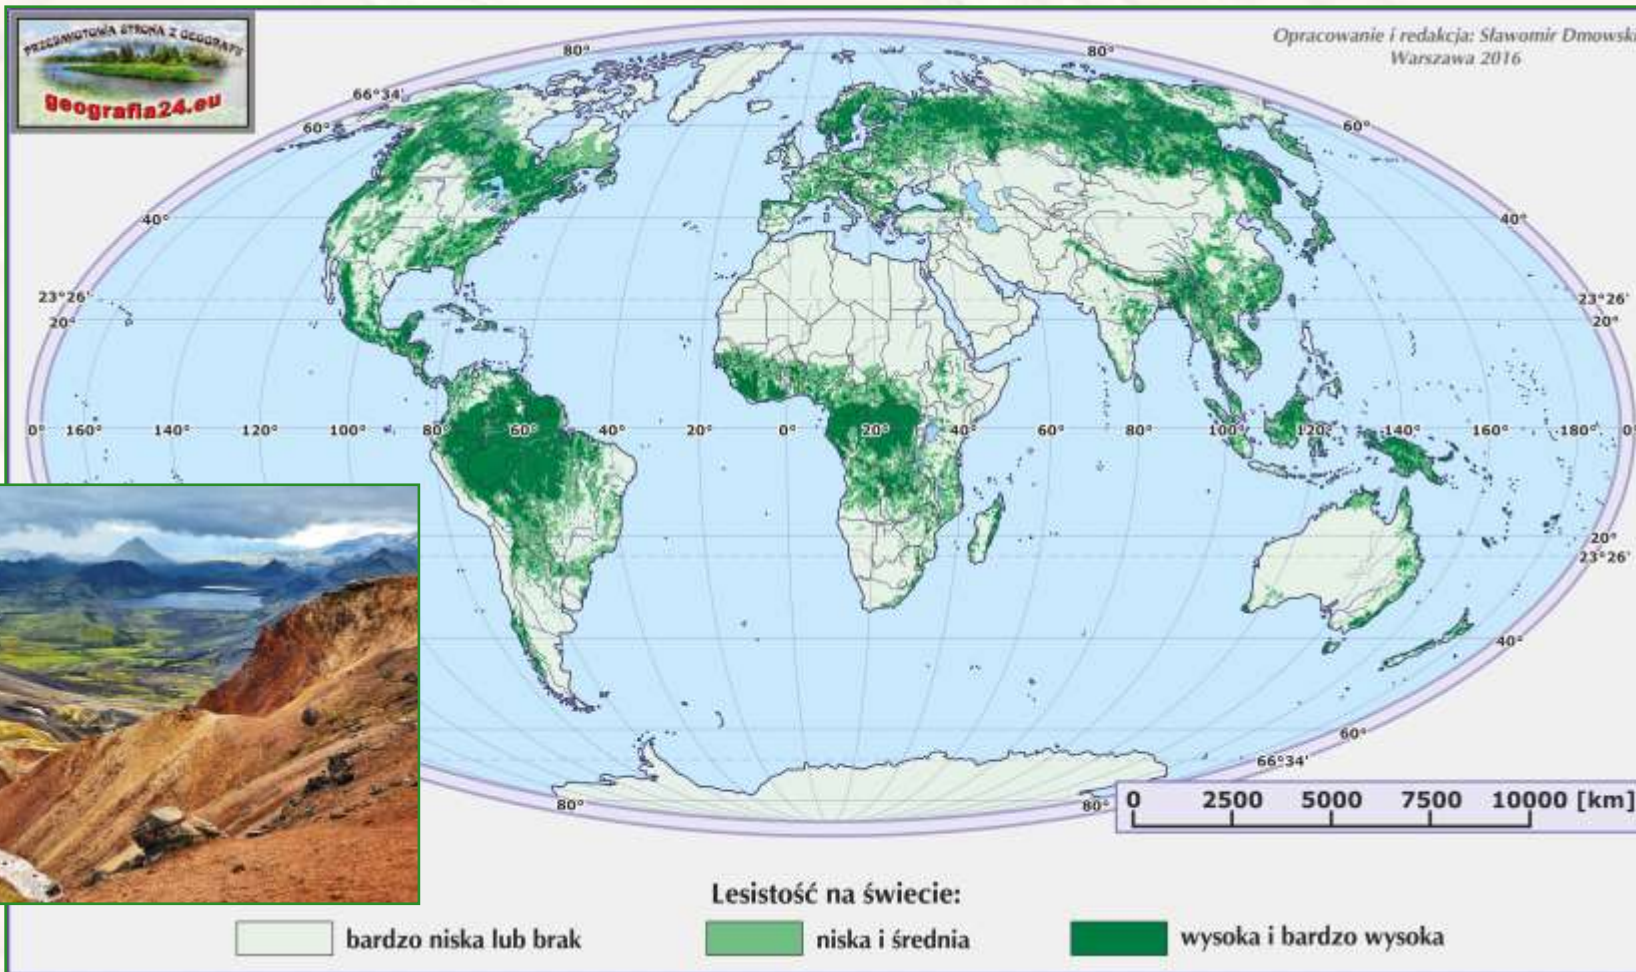 PRZEDMIOTOWA STRONA Z GEOGRAFII
geografia24.eu
Opracowanie i redakcja: Sławomir Dmowski
Warszawa 2016
80° 80°
66°34'
60° 60°
40° 40°
23°26' 23°26'
20° 20°
0° 160° 140° 120° 100° 80° 60° 40° 20° 0° 20° 40° 60° 80° 100° 120° 140° 160° 180° 0°
20°
23°26'
40°
60°
66°34'
80° 80°
0 2500 5000 7500 10000 [km]
Lesistość na świecie:
bardzo niska lub brak niska i średnia wysoka i bardzo wysoka